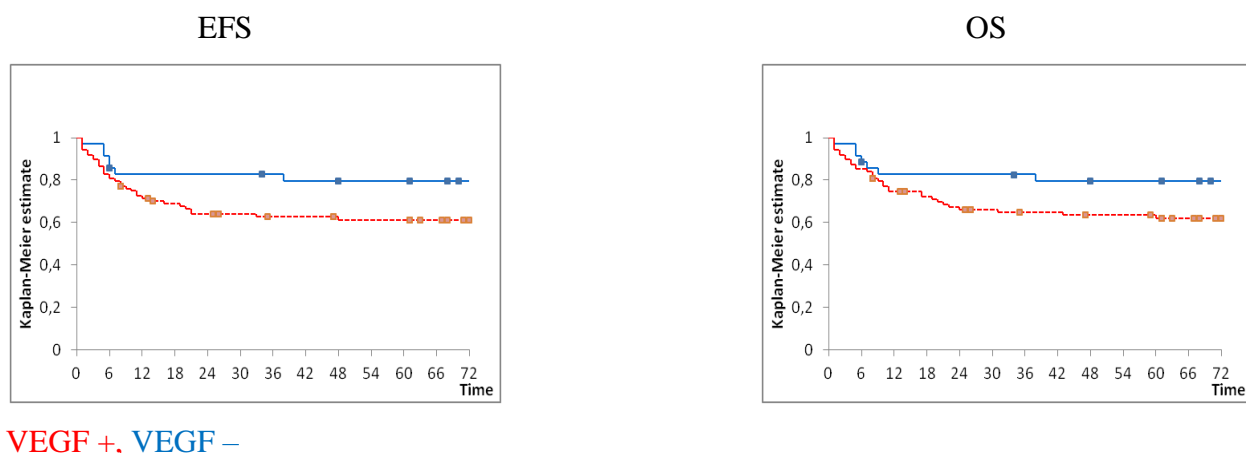 EFS
OS
Kaplan-Meier estimate
1
0,8
0,6
0,4
0,2
0
0 6 12 18 24 30 36 42 48 54 60 66 72
Time
Kaplan-Meier estimate
1
0,8
0,6
0,4
0,2
0
0 6 12 18 24 30 36 42 48 54 60 66 72
Time
VEGF +, VEGF –